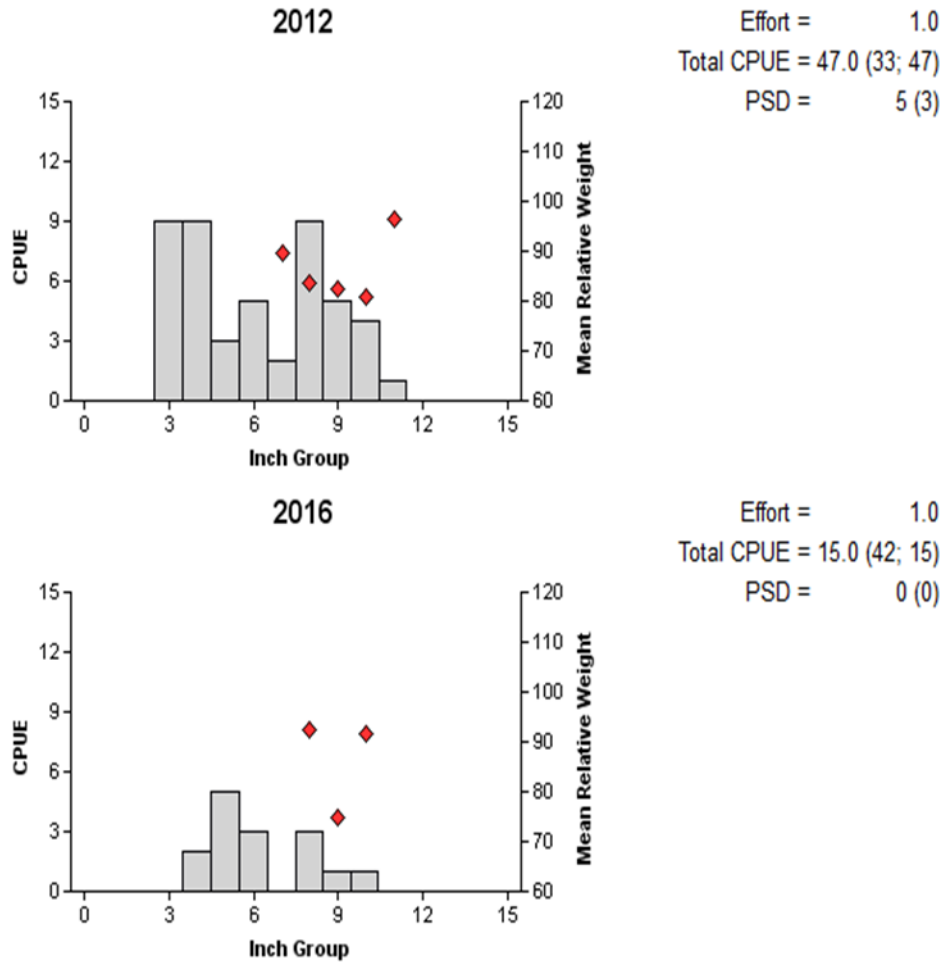 2012
Effort = 1.0
Total CPUE = 47.0 (33; 47)
PSD = 5 (3)
15
12
9
6
3
0
CPUE
120
110
100
90
80
70
60
Mean Relative Weight
0 3 6 9 12 15
Inch Group
2016
Effort = 1.0
Total CPUE = 15.0 (42; 15)
PSD = 0 (0)
15
12
9
6
3
0
CPUE
120
110
100
90
80
70
60
Mean Relative Weight
0 3 6 9 12 15
Inch Group